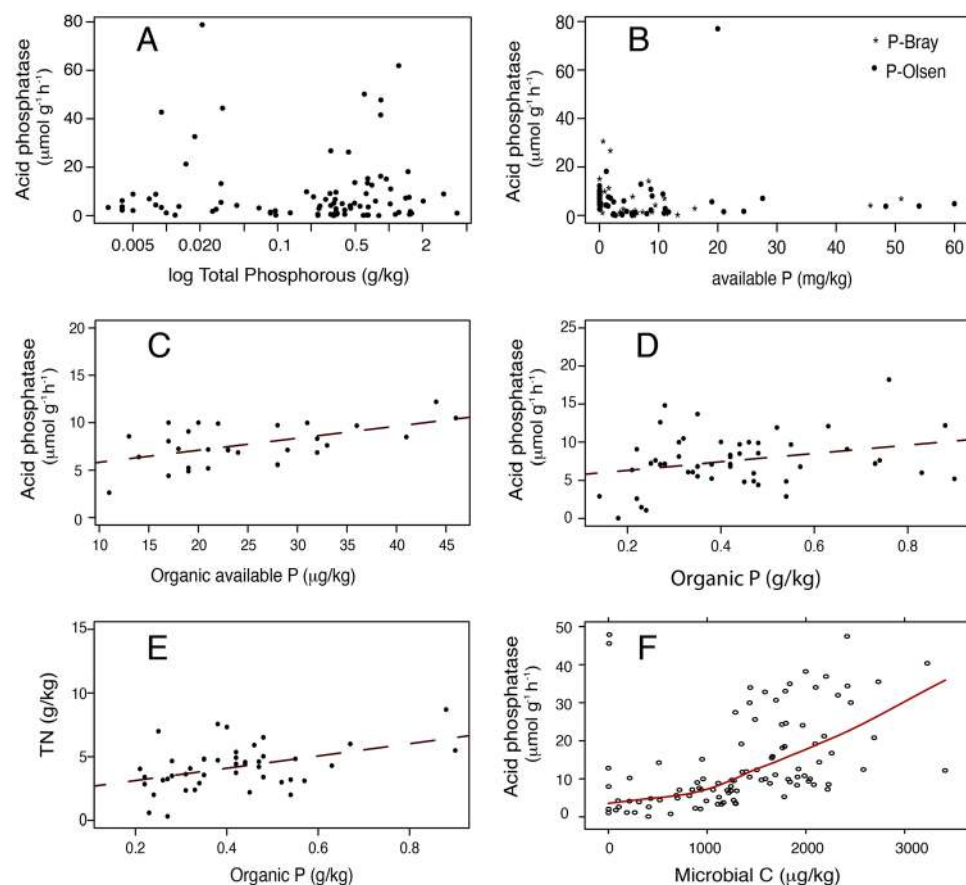 A
Acid phosphatase
(μmol g⁻¹ h⁻¹)
80
60
40
20
0
0.005 0.020 0.1 0.5 2
log Total Phosphorous (g/kg)
B
* P-Bray
• P-Olsen
Acid phosphatase
(μmol g⁻¹ h⁻¹)
80
60
40
20
0
0 10 20 30 40 50 60
available P (mg/kg)
C
Acid phosphatase
(μmol g⁻¹ h⁻¹)
20
15
10
5
0
10 15 20 25 30 35 40 45
Organic available P (μg/kg)
D
Acid phosphatase
(μmol g⁻¹ h⁻¹)
25
20
15
10
5
0
0.2 0.4 0.6 0.8
Organic P (g/kg)
E
TN (g/kg)
15
10
5
0
0.2 0.4 0.6 0.8
Organic P (g/kg)
F
Acid phosphatase
(μmol g⁻¹ h⁻¹)
50
40
30
20
10
0
0 1000 2000 3000
Microbial C (μg/kg)